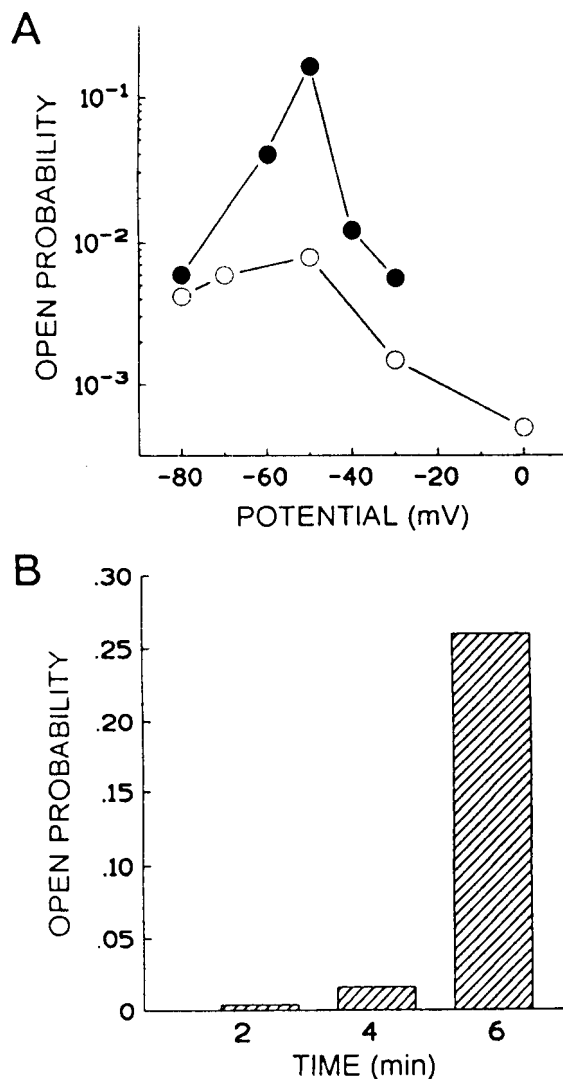 A
OPEN PROBABILITY
10⁻¹
10⁻²
10⁻³
-80 -60 -40 -20 0
POTENTIAL (mV)
B
OPEN PROBABILITY
.30
.25
.20
.15
.10
.05
0
2 4 6
TIME (min)